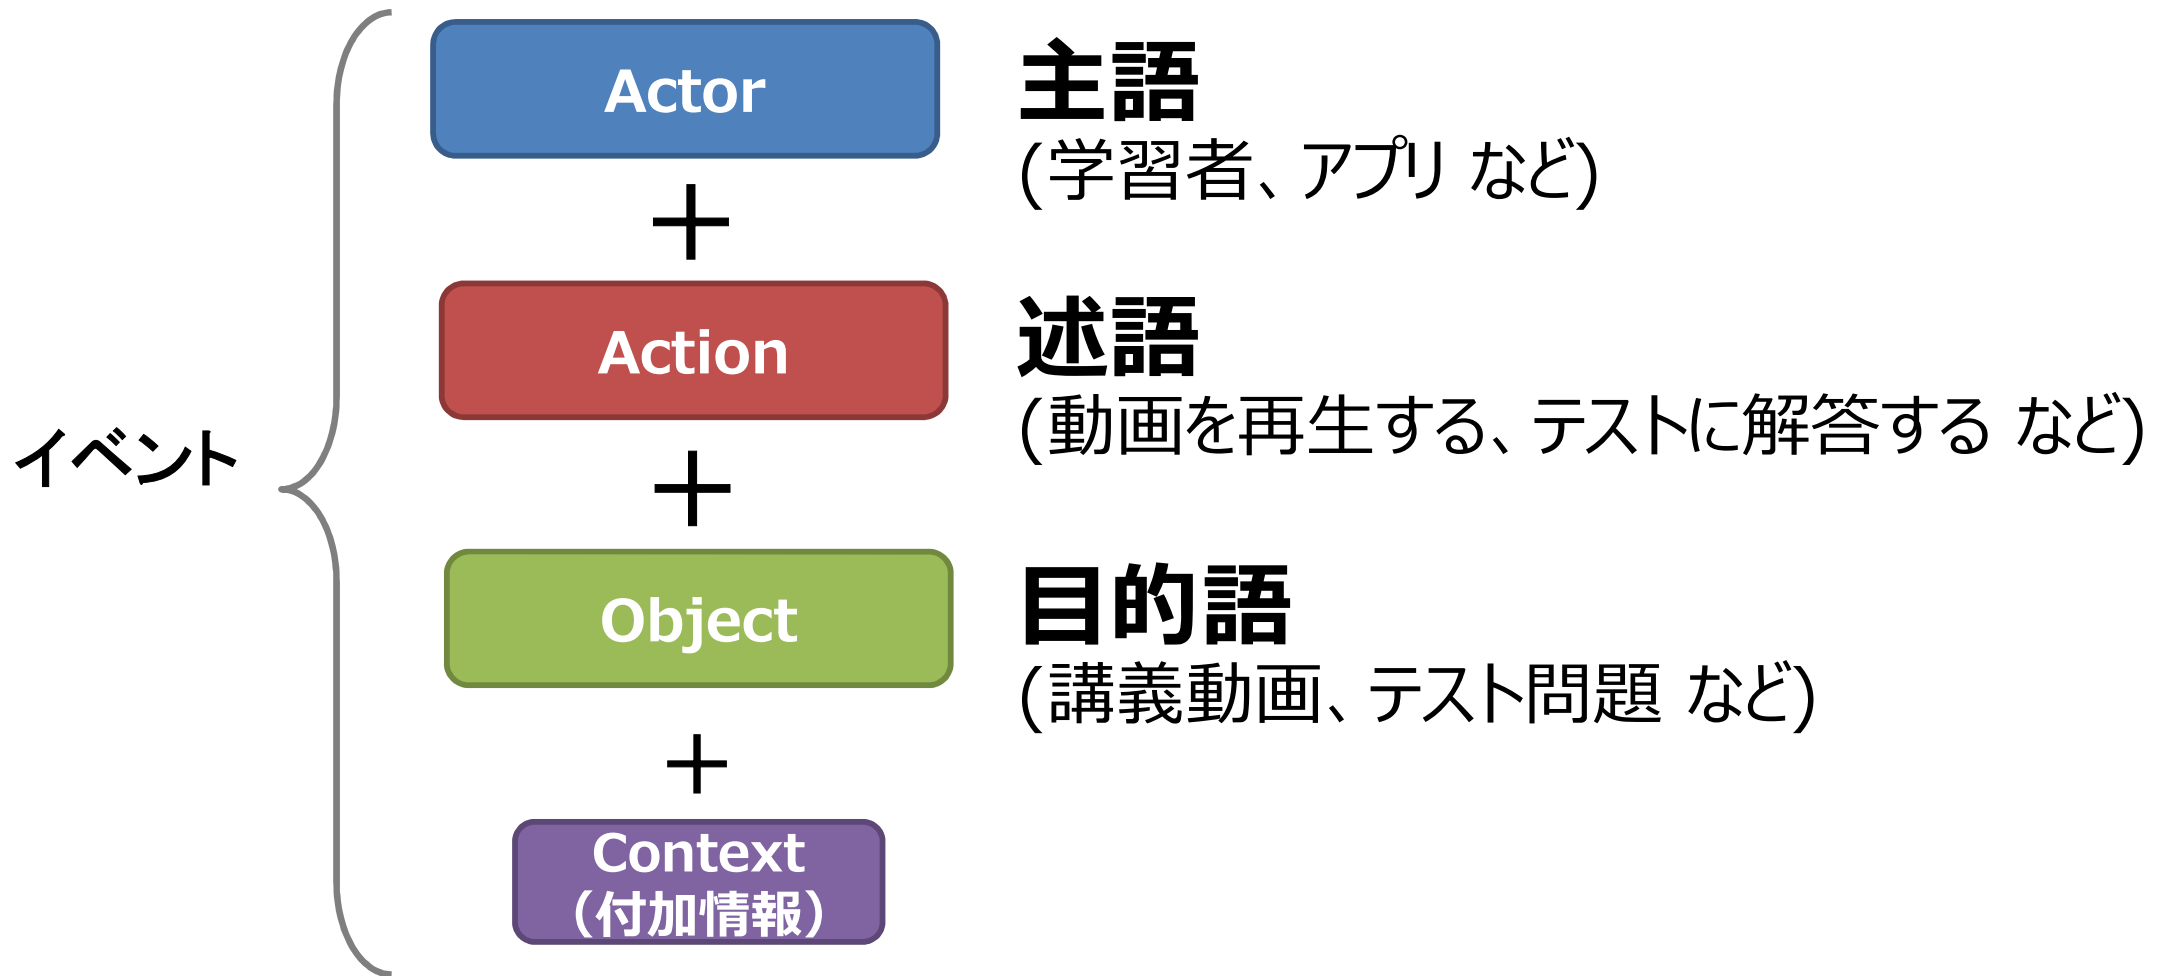 イベント
Actor
主語
(学習者、アプリ など)
＋
Action
述語
(動画を再生する、テストに解答する など)
＋
Object
目的語
(講義動画、テスト問題 など)
＋
Context
（付加情報）